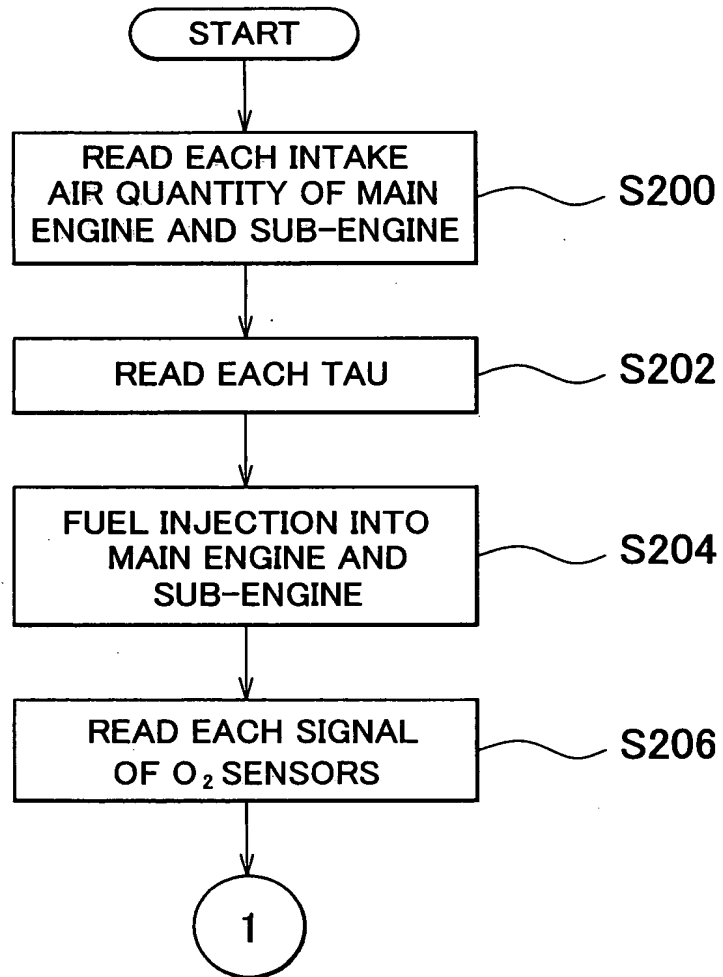 START
READ EACH INTAKE
AIR QUANTITY OF MAIN
ENGINE AND SUB-ENGINE
S200
READ EACH TAU
S202
FUEL INJECTION INTO
MAIN ENGINE AND
SUB-ENGINE
S204
READ EACH SIGNAL
OF O₂ SENSORS
S206
1